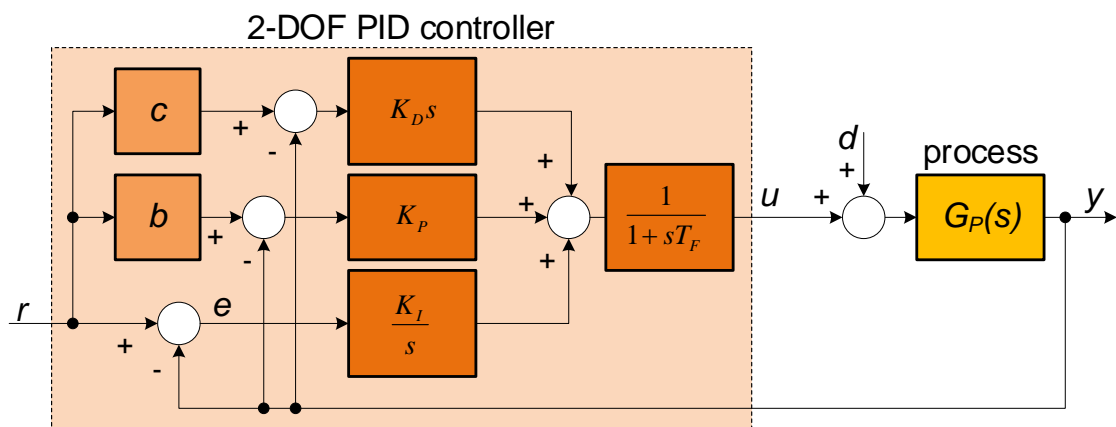 2-DOF PID controller
c
+
-
K_D s
+
d
+
process
b
+
-
K_P
+
1
1 + sT_F
u
+
G_P(s)
y
r
+
-
e
K_I
s
+